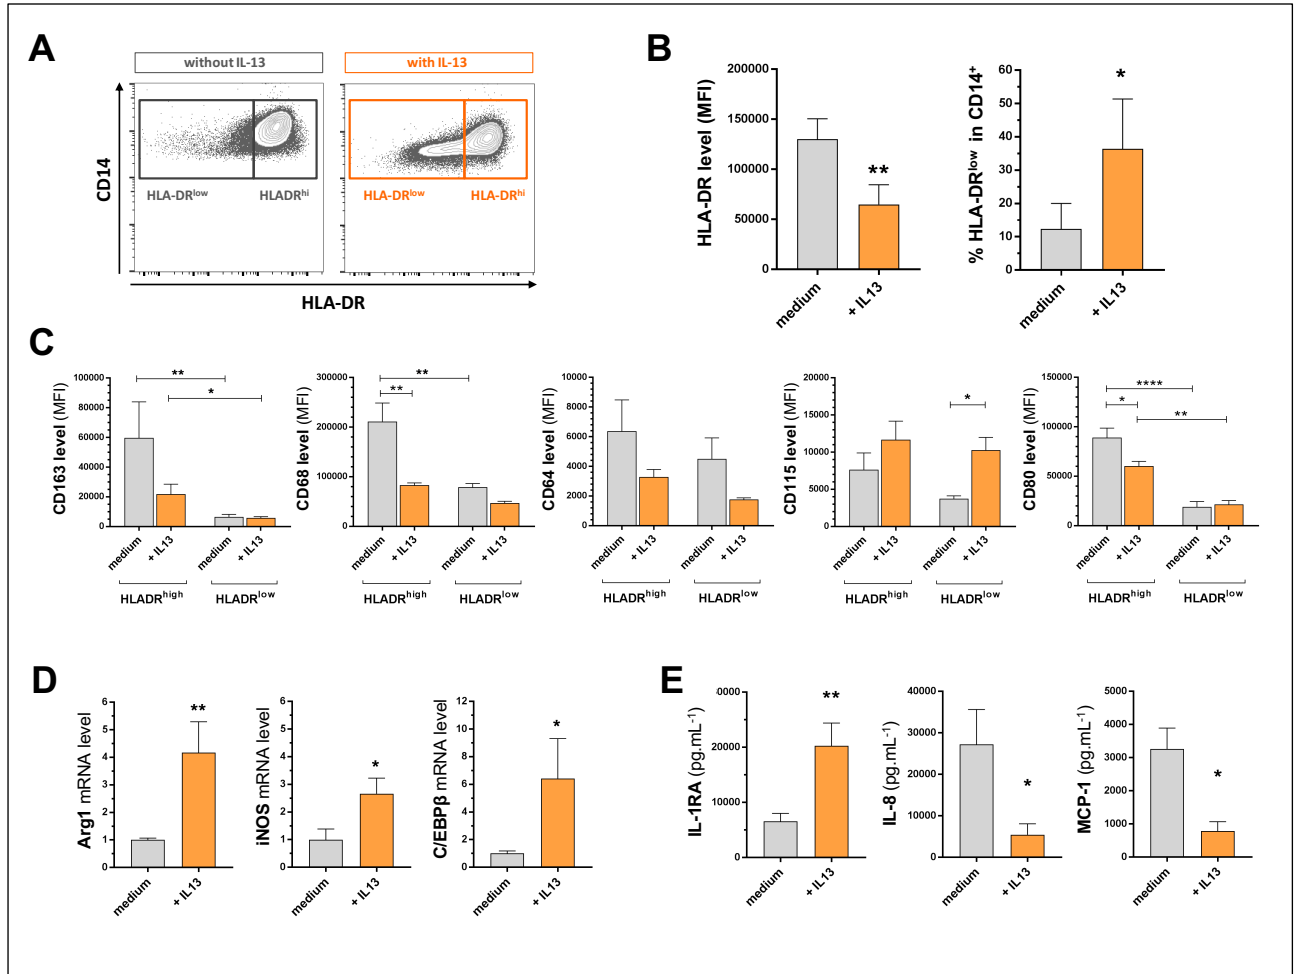 A
without IL-13
with IL-13
CD14
HLA-DRlow
HLADRhi
HLA-DRlow
HLA-DRhi
HLA-DR
B
HLA-DR level (MFI)
200000
150000
100000
50000
0
**
medium
+ IL13
% HLA-DRlow in CD14+
60
50
40
30
20
10
0
*
medium
+ IL13
C
CD163 level (MFI)
100000
80000
60000
40000
20000
0
**
*
medium
+ IL13
medium
+ IL13
HLADRhigh
HLADRlow
CD68 level (MFI)
300000
200000
100000
0
**
**
medium
+ IL13
medium
+ IL13
HLADRhigh
HLADRlow
CD64 level (MFI)
10000
8000
6000
4000
2000
0
medium
+ IL13
medium
+ IL13
HLADRhigh
HLADRlow
CD115 level (MFI)
20000
15000
10000
5000
0
*
medium
+ IL13
medium
+ IL13
HLADRhigh
HLADRlow
CD80 level (MFI)
150000
100000
50000
0
****
*
**
medium
+ IL13
medium
+ IL13
HLADRhigh
HLADRlow
D
Arg1 mRNA level
6
5
4
3
2
1
0
**
medium
+ IL13
iNOS mRNA level
6
5
4
3
2
1
0
*
medium
+ IL13
C/EBPβ mRNA level
12
10
8
6
4
2
0
*
medium
+ IL13
E
IL-1RA (pg.mL-1)
20000
10000
0
**
medium
+ IL13
IL-8 (pg.mL-1)
40000
30000
20000
10000
0
*
medium
+ IL13
MCP-1 (pg.mL-1)
5000
4000
3000
2000
1000
0
*
medium
+ IL13